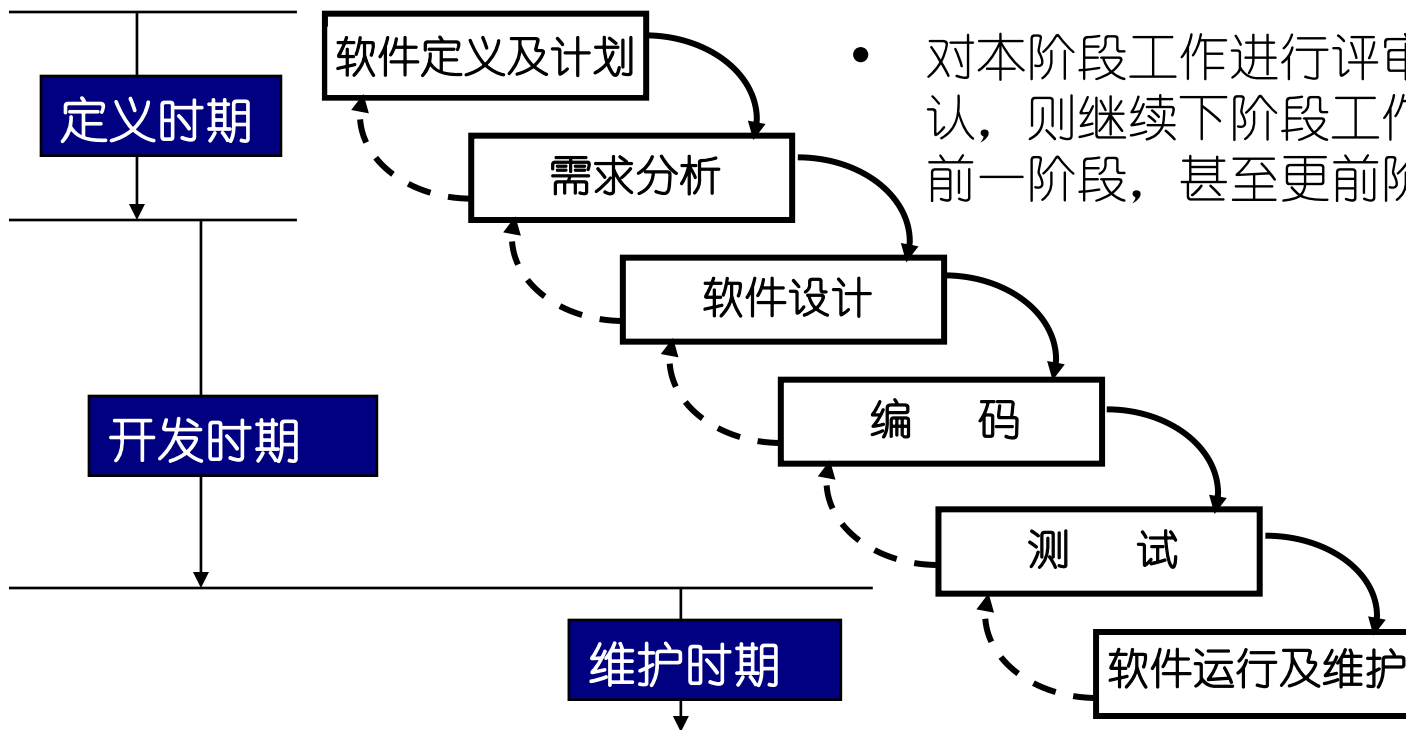 软件定义及计划
对本阶段工作进行评审
认，则继续下阶段工作
前一阶段，甚至更前阶
定义时期
需求分析
软件设计
编 码
开发时期
测 试
维护时期
软件运行及维护